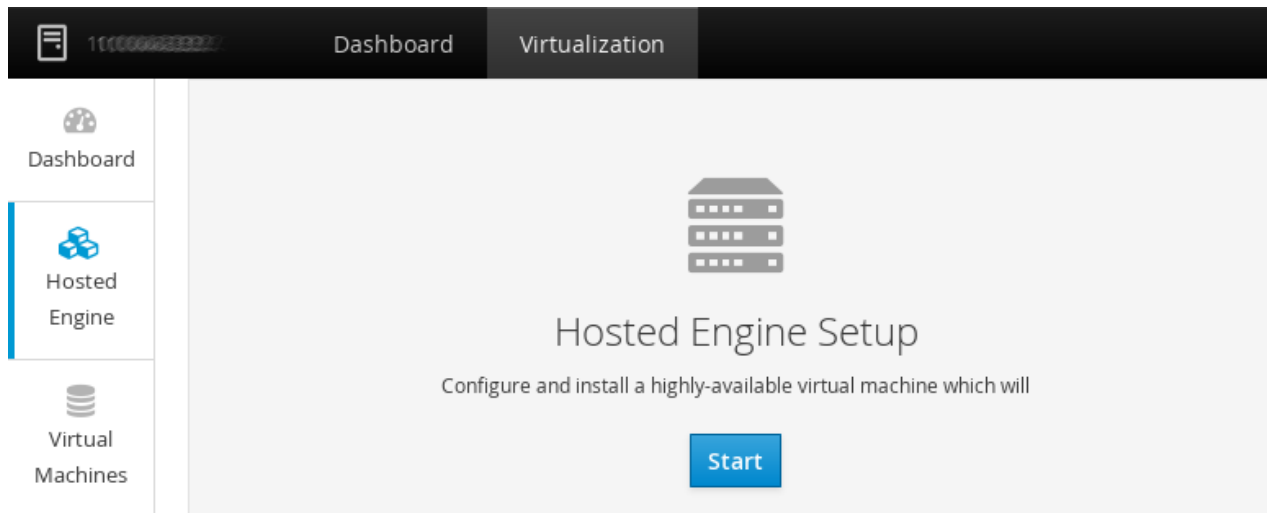 Dashboard
Virtualization
Dashboard
Hosted
Engine
Virtual
Machines
Hosted Engine Setup
Configure and install a highly-available virtual machine which will
Start